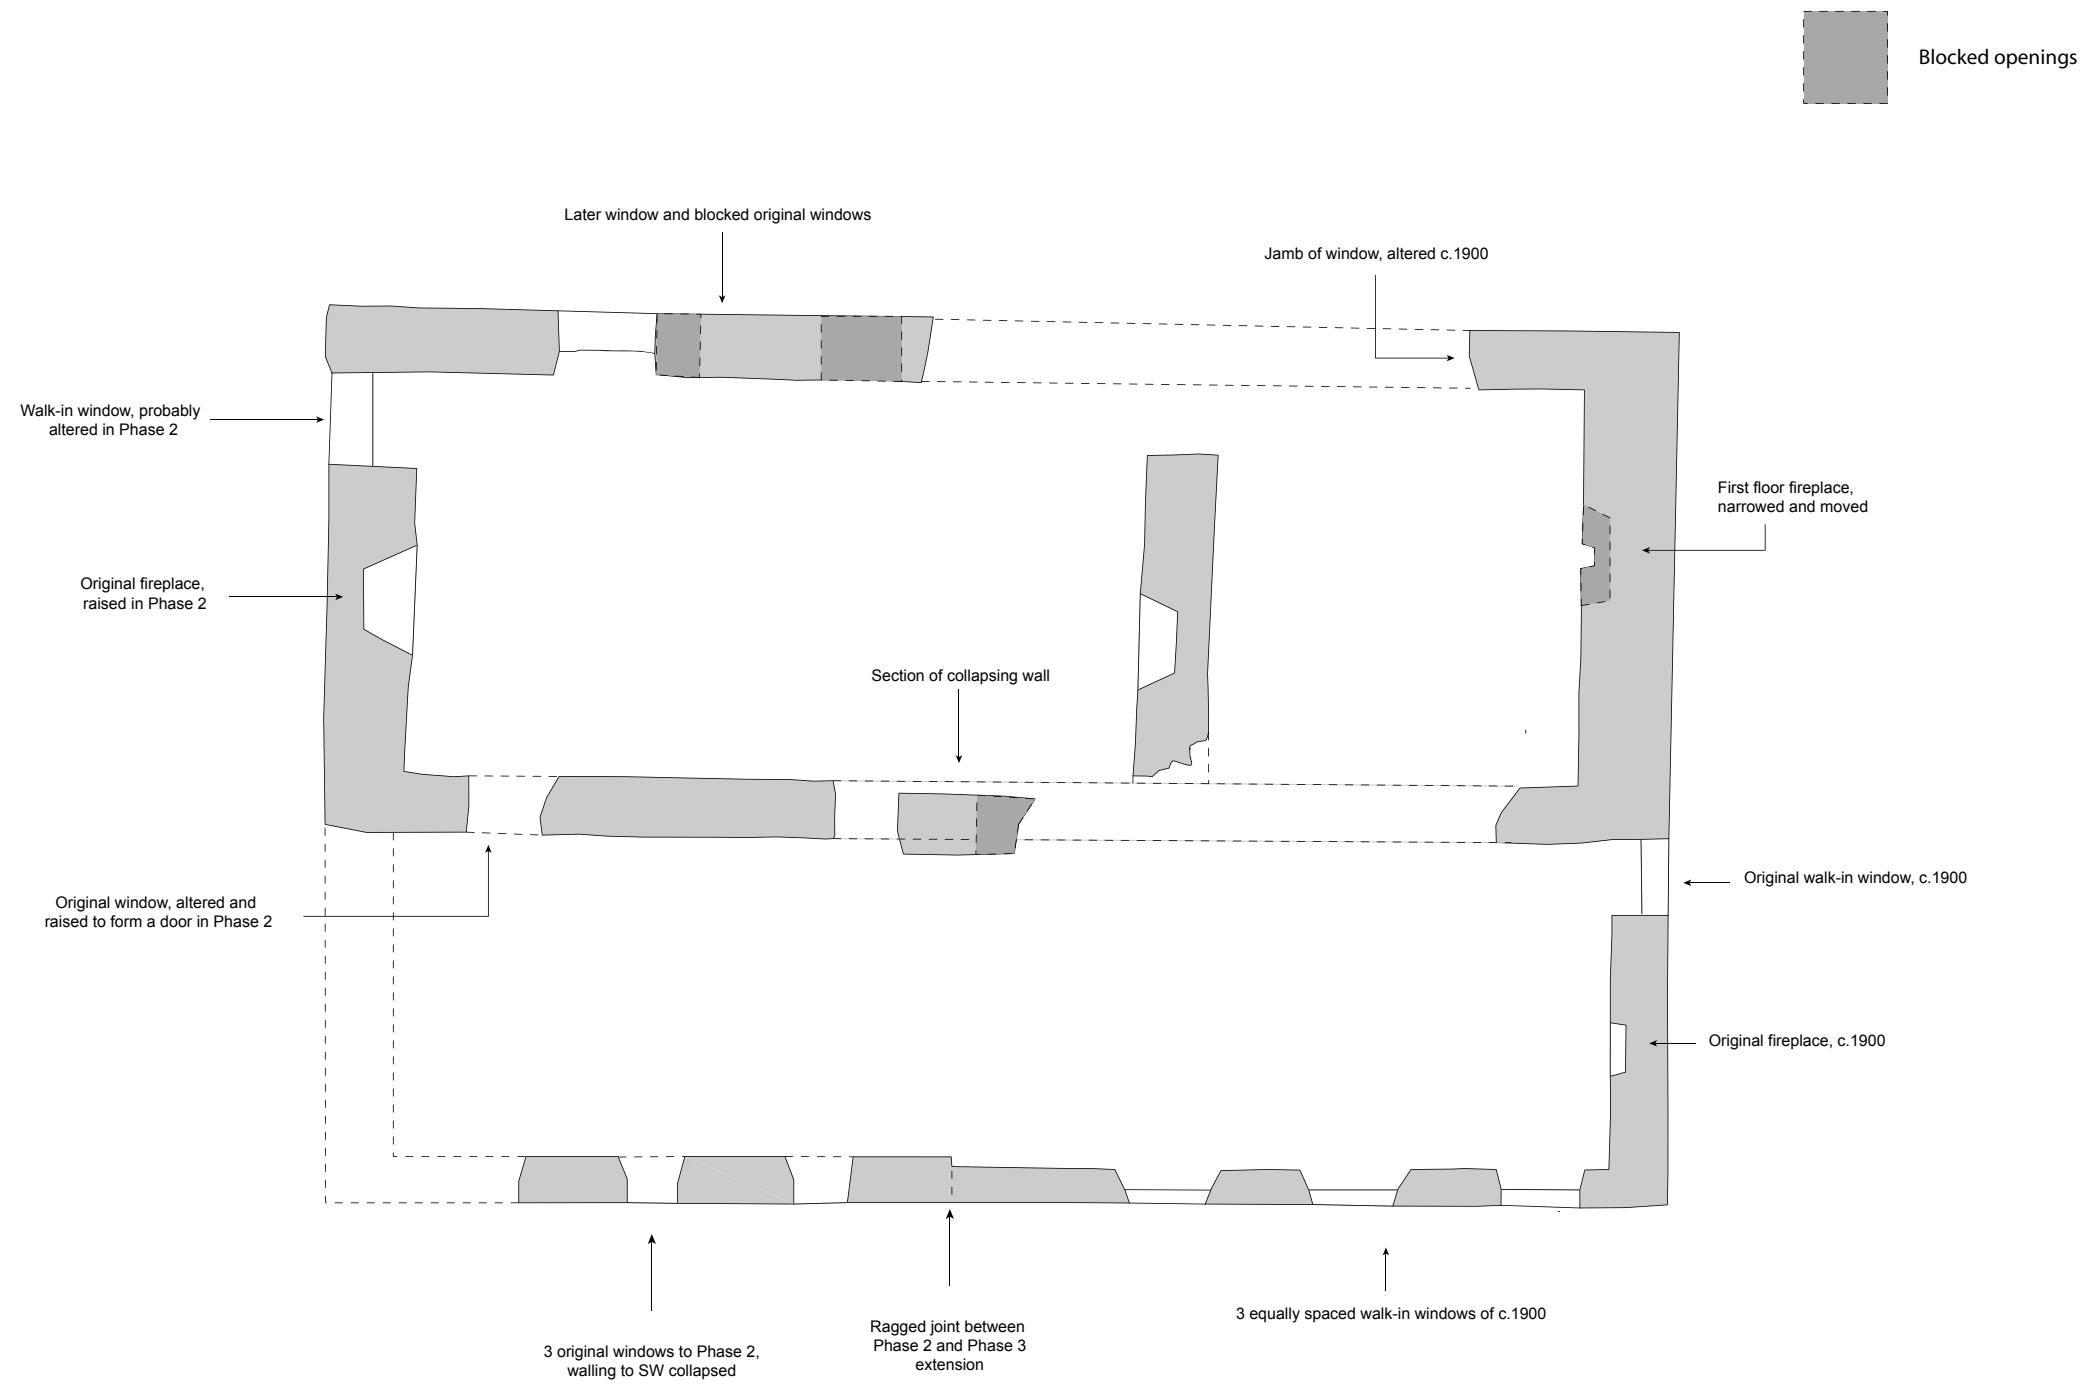 Blocked openings
Later window and blocked original windows
Jamb of window, altered c.1900
Walk-in window, probably
altered in Phase 2
First floor fireplace,
narrowed and moved
Original fireplace,
raised in Phase 2
Section of collapsing wall
Original walk-in window, c.1900
Original window, altered and
raised to form a door in Phase 2
Original fireplace, c.1900
3 equally spaced walk-in windows of c.1900
Ragged joint between
Phase 2 and Phase 3
extension
3 original windows to Phase 2,
walling to SW collapsed